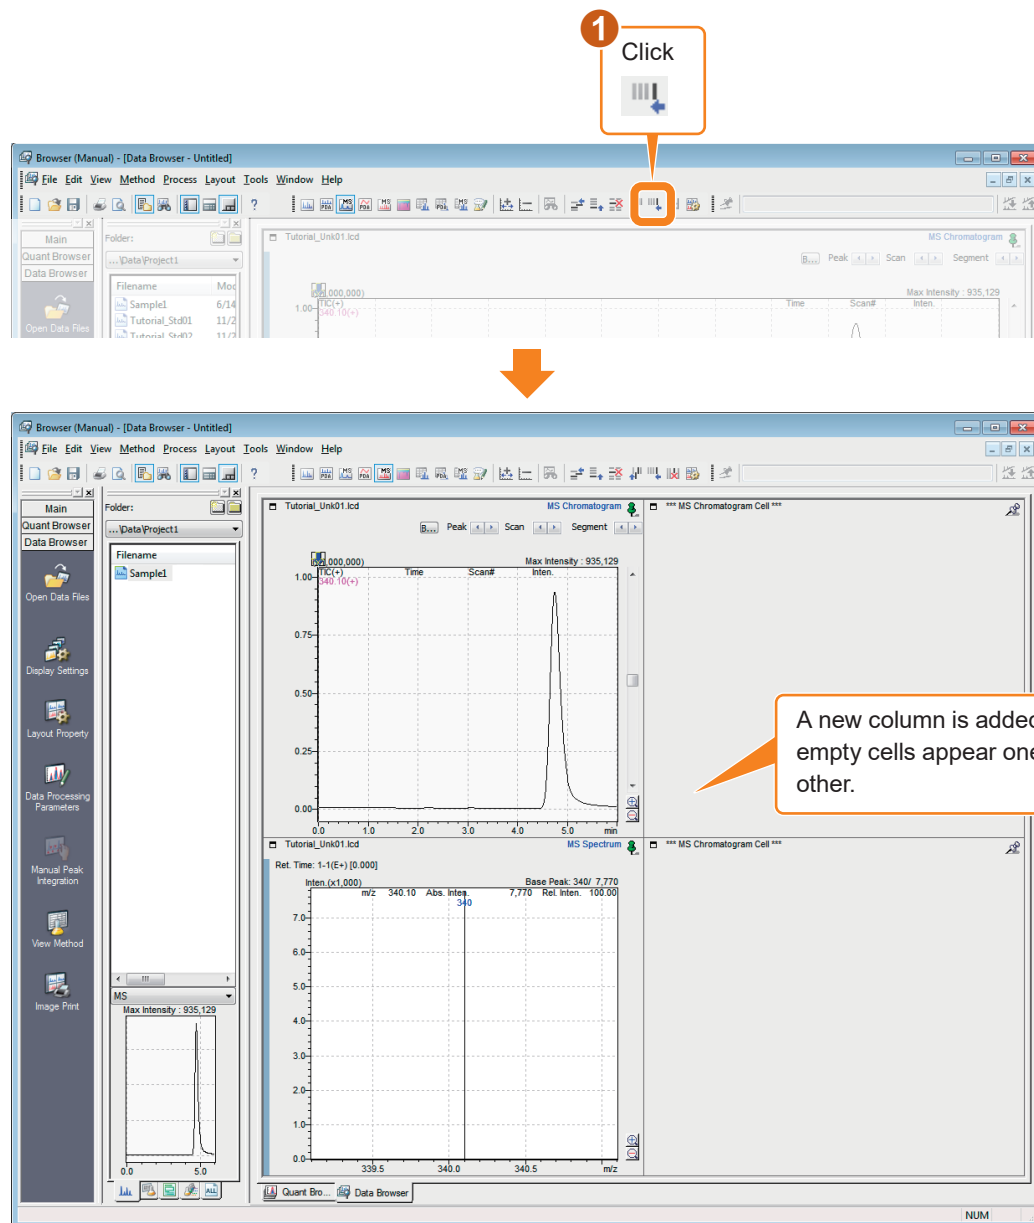 1
Click
Browser (Manual) - [Data Browser - Untitled]
File Edit View Method Process Layout Tools Window Help
Main
Quant Browser
Data Browser
Open Data Files
Folder:
...\Data\Project1
Filename
Sample1 6/14
Tutorial_Std01 11/2
Tutorial_Std02 11/2
Tutorial_Unk01.lcd MS Chromatogram
B... Peak Scan Segment
Max Intensity : 935,129
TIC(+) Time Scan# Inten.
1.00 340.10(+)
Browser (Manual) - [Data Browser - Untitled]
File Edit View Method Process Layout Tools Window Help
Main
Quant Browser
Data Browser
Open Data Files
Display Settings
Layout Property
Data Processing
Parameters
Manual Peak
Integration
View Method
Image Print
Folder:
...\Data\Project1
Filename
Sample1
MS
Max Intensity : 935,129
0.0 5.0
ALL
Tutorial_Unk01.lcd MS Chromatogram
B... Peak Scan Segment
Max Intensity : 935,129
TIC(+) Time Scan# Inten.
340.10(+)
1.00
0.75
0.50
0.25
0.00
0.0 1.0 2.0 3.0 4.0 5.0 min
*** MS Chromatogram Cell ***
A new column is added
empty cells appear one
other.
Tutorial_Unk01.lcd MS Spectrum
Ret. Time: 1-1(E+) [0.000]
Inten.(x1,000) Base Peak: 340/ 7,770
m/z 340.10 Abs. Inten. 7,770 Rel. Inten. 100.00
340
7.0
6.0
5.0
4.0
3.0
2.0
1.0
0.0
339.5 340.0 340.5 m/z
*** MS Chromatogram Cell ***
Quant Bro... Data Browser
NUM